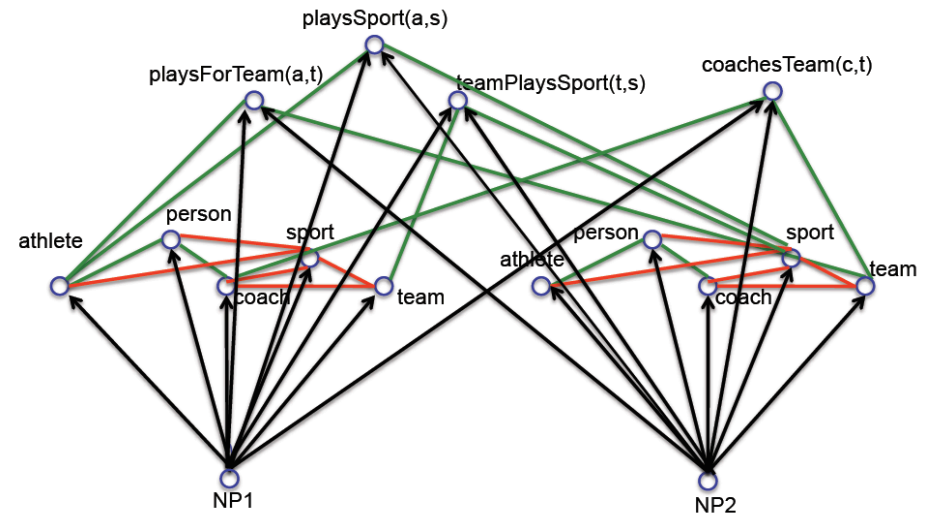 playsSport(a,s)
playsForTeam(a,t)
teamPlaysSport(t,s)
coachesTeam(c,t)
person
sport
athlete
coach
team
person
sport
athlete
coach
team
NP1
NP2